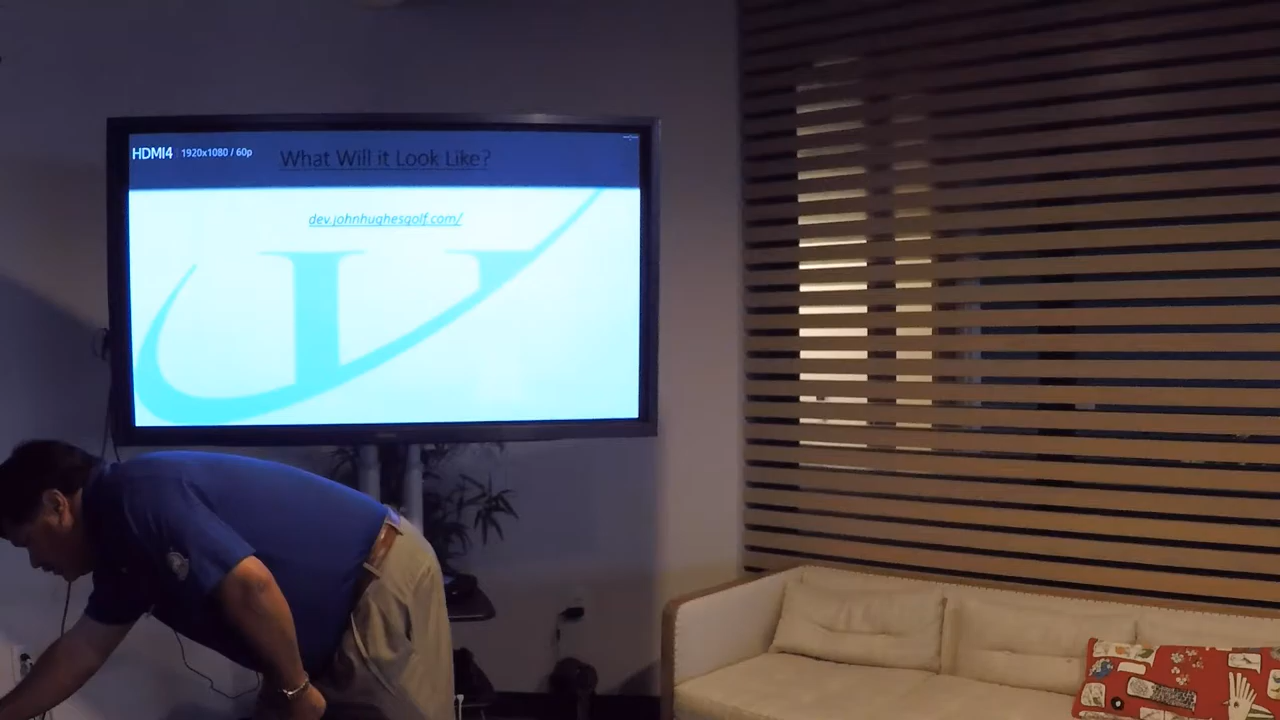 HDMI4 1920x1080 / 60p
What Will it Look Like?
dev.johnhughesgolf.com/